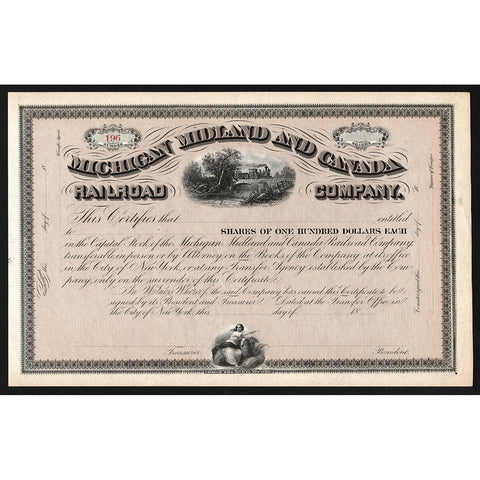 196
MICHIGAN MIDLAND AND CANADA
RAILROAD COMPANY.
This Certifies that entitled
to SHARES OF ONE HUNDRED DOLLARS EACH
in the Capital Stock of the Michigan Midland and Canada Railroad Company,
transferable in person or by Attorney on the Books of the Company at its office
in the City of New York, or at any Transfer Agency established by the Com-
pany, only on the surrender of this Certificate.
In Witness Whereof, the said Company has caused this Certificate to be
signed by its President and Treasurer Dated at the Transfer Office in
the City of New York, this day of 18
Treasurer President